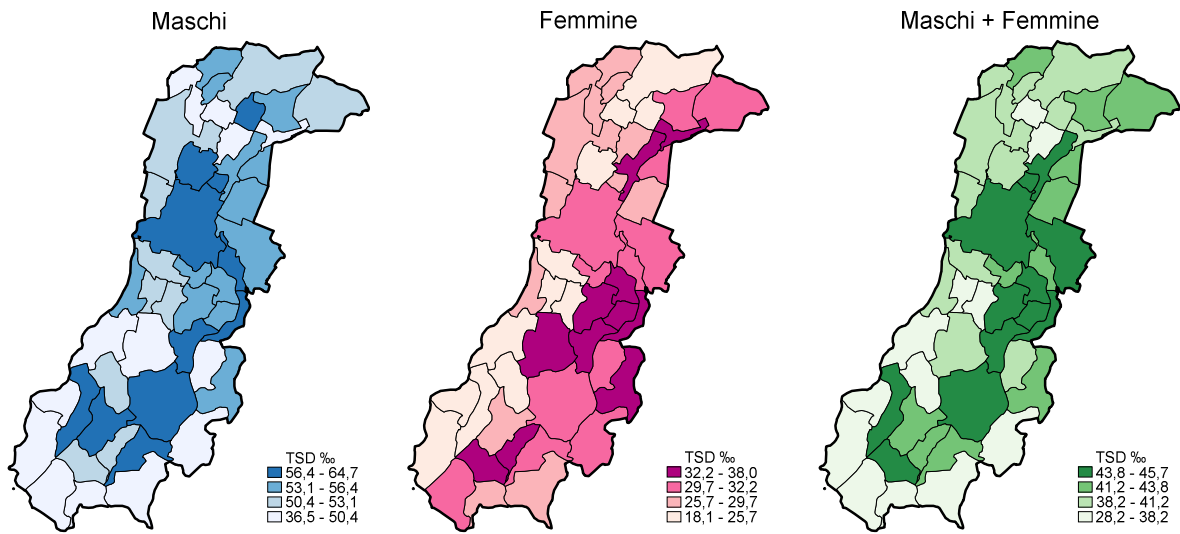 Maschi
Femmine
Maschi + Femmine
TSD ‰
56,4 - 64,7
53,1 - 56,4
50,4 - 53,1
36,5 - 50,4
TSD ‰
32,2 - 38,0
29,7 - 32,2
25,7 - 29,7
18,1 - 25,7
TSD ‰
43,8 - 45,7
41,2 - 43,8
38,2 - 41,2
28,2 - 38,2